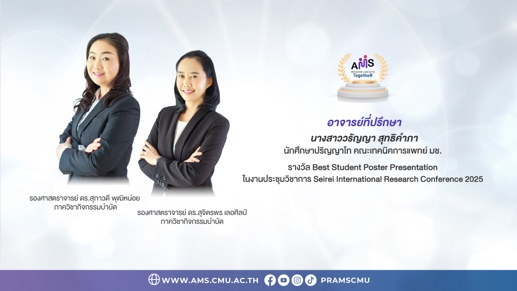 AMS
Together
อาจารย์ที่ปรึกษา
นางสาววรัญญา สุทธิคำภา
นักศึกษาปริญญาโท คณะเทคนิคการแพทย์ มช.
รางวัล Best Student Poster Presentation
ในงานประชุมวิชาการ Seirei International Research Conference 2025
รองศาสตราจารย์ ดร.สุภาวดี พุฒิหน่อย
ภาควิชากิจกรรมบำบัด
รองศาสตราจารย์ ดร.สุจิตรพร เลอศิลป์
ภาควิชากิจกรรมบำบัด
WWW.AMS.CMU.AC.TH PRAMSCMU